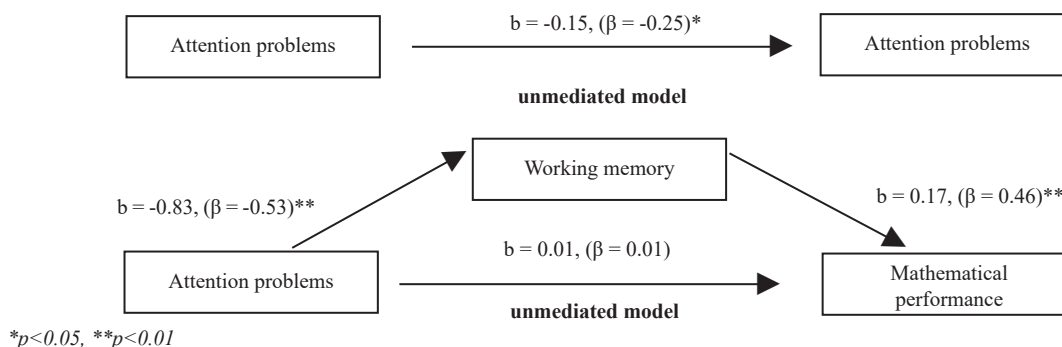 b = -0.15, (β = -0.25)*
Attention problems
Attention problems
unmediated model
Working memory
b = -0.83, (β = -0.53)**
b = 0.17, (β = 0.46)**
b = 0.01, (β = 0.01)
Attention problems
Mathematical
performance
unmediated model
*p<0.05, **p<0.01